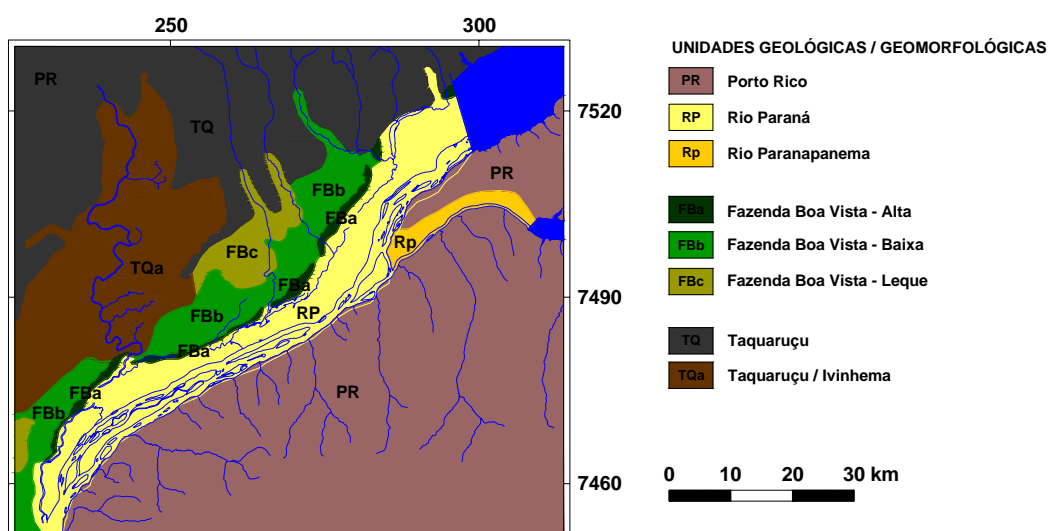 250 300
UNIDADES GEOLÓGICAS / GEOMORFOLÓGICAS
PR
PR Porto Rico
TQ
7520
RP Rio Paraná
Rp Rio Paranapanema
PR
FBb
FBa
FBa Fazenda Boa Vista - Alta
Rp
FBc
FBb Fazenda Boa Vista - Baixa
TQa
FBa
FBc Fazenda Boa Vista - Leque
7490
FBb
RP
TQ Taquaruçu
FBa
TQa Taquaruçu / Ivinhema
FBa
PR
FBb
0 10 20 30 km
7460